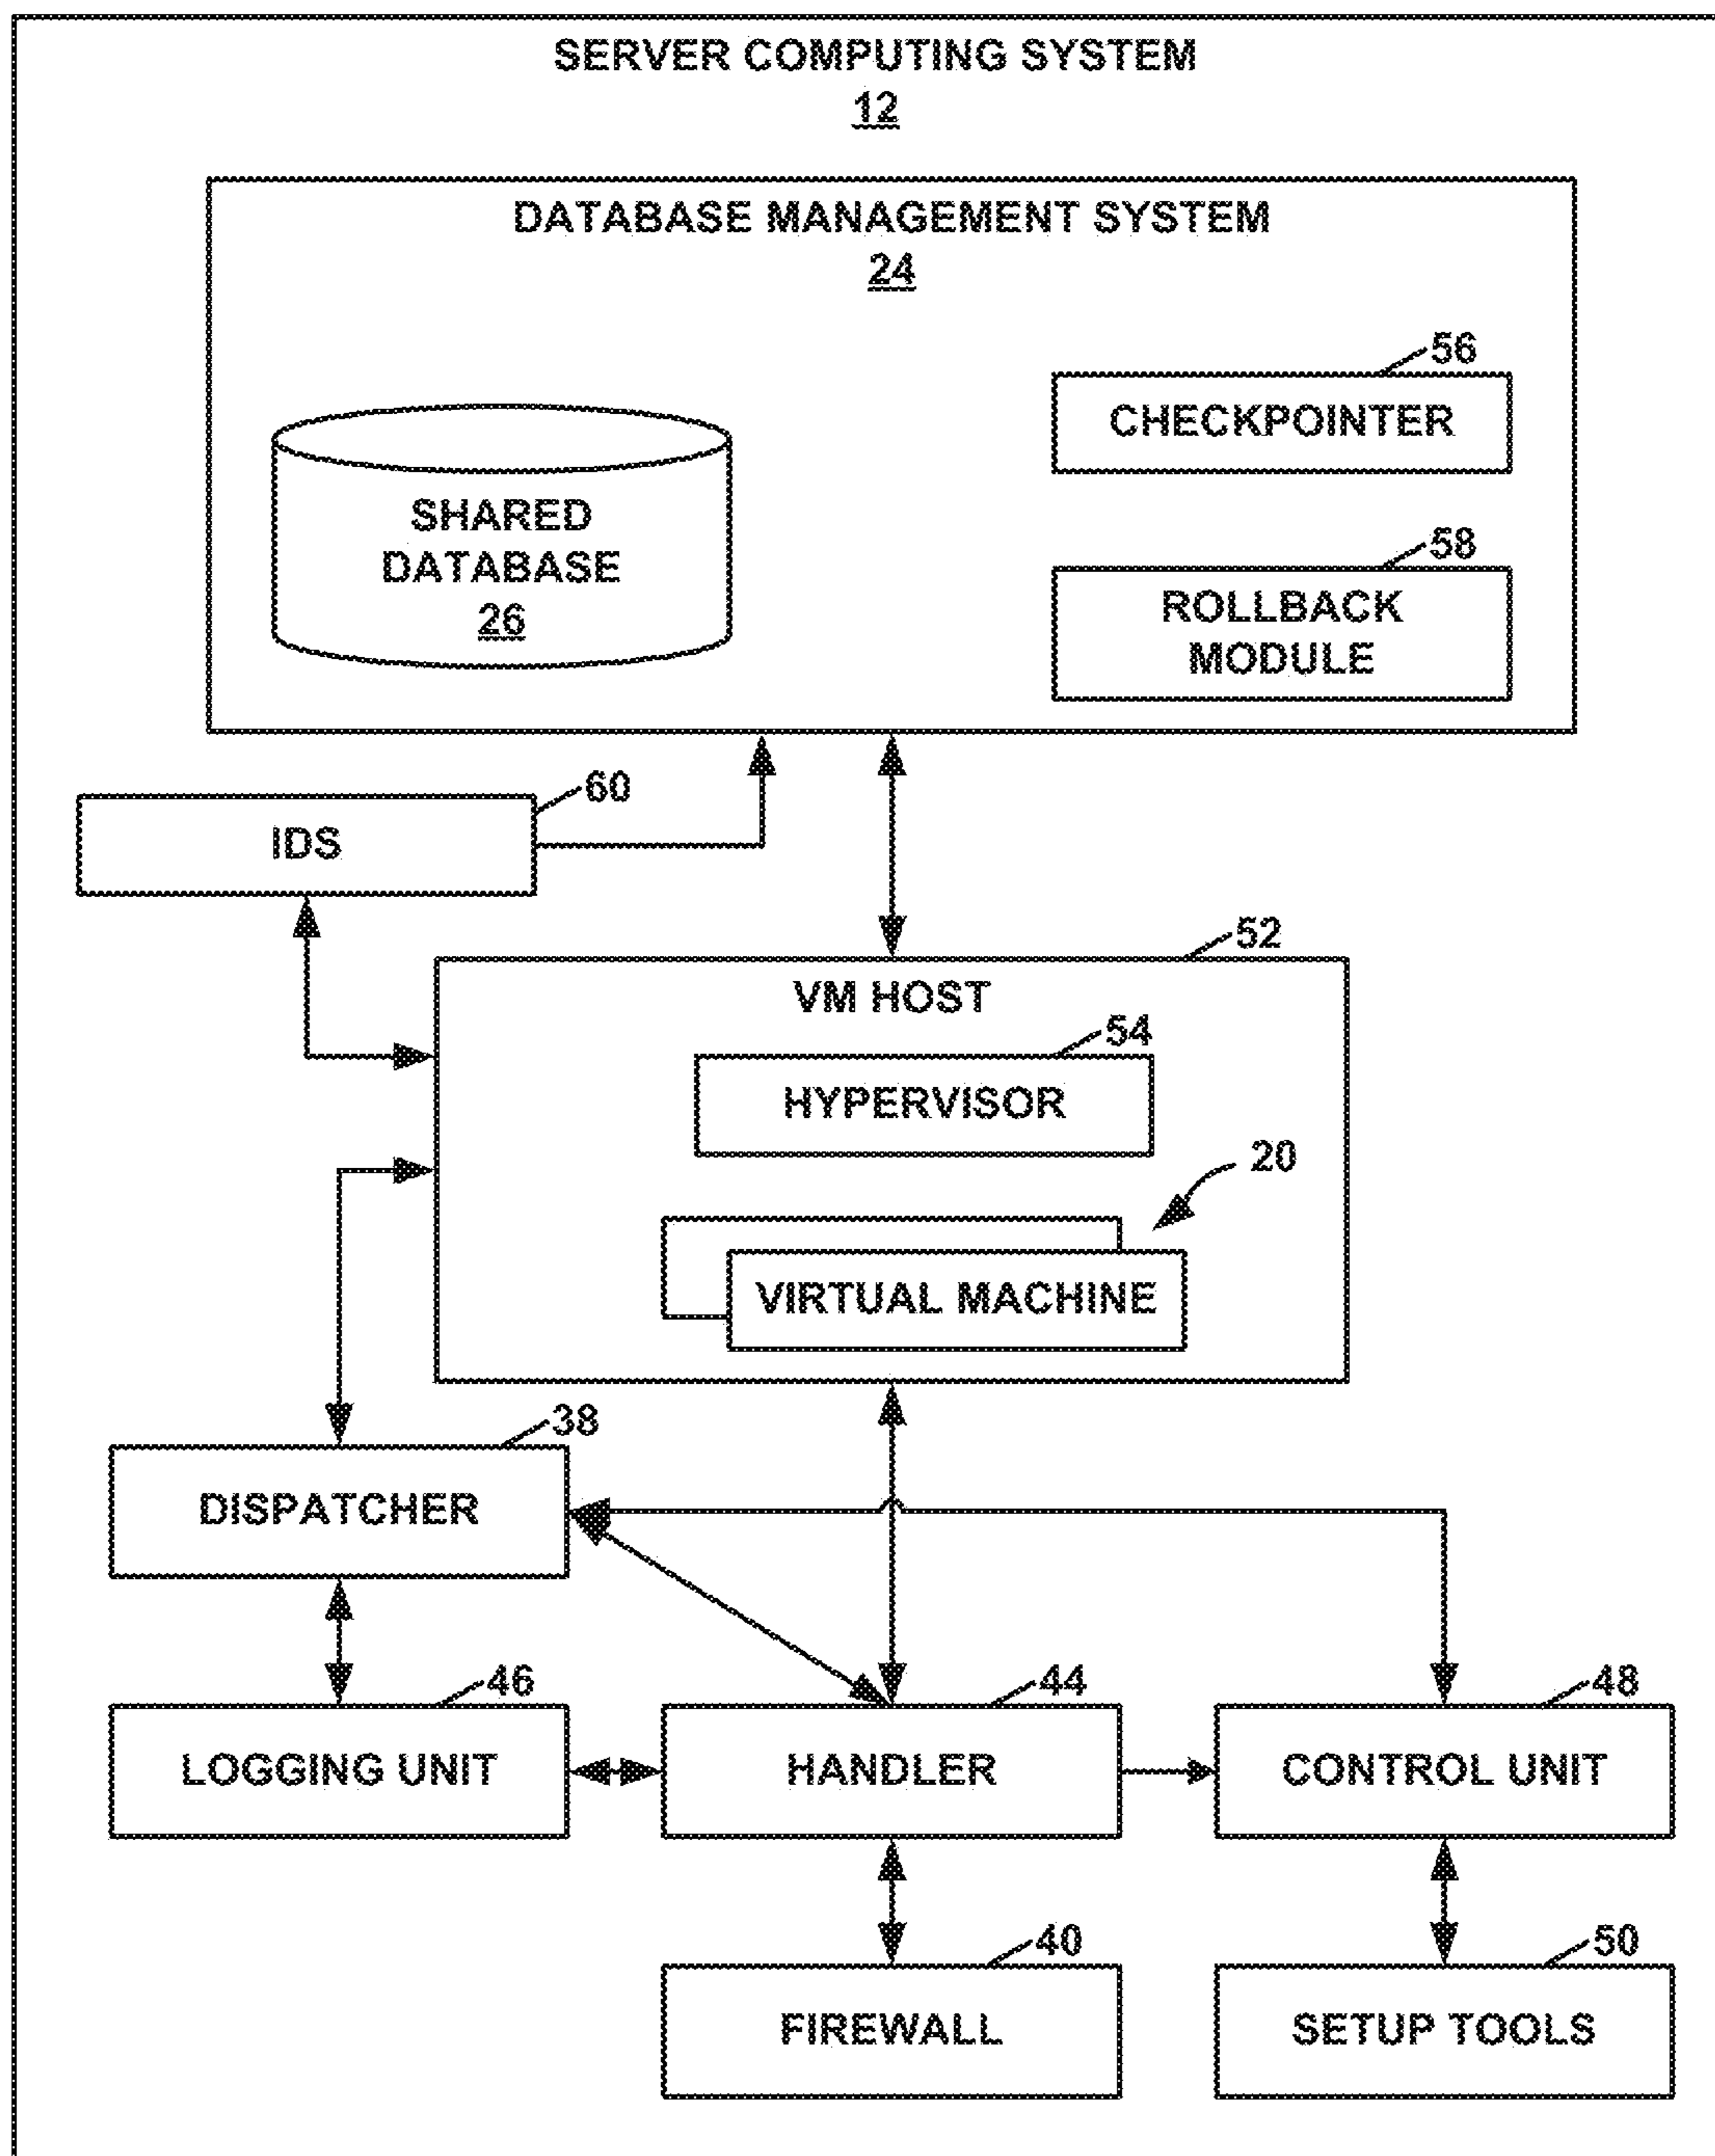 SERVER COMPUTING SYSTEM
12
DATABASE MANAGEMENT SYSTEM
24
56
CHECKPOINTER
SHARED
DATABASE
26
58
ROLLBACK
MODULE
60
IDS
52
VM HOST
54
HYPERVISOR
20
VIRTUAL MACHINE
38
DISPATCHER
46
LOGGING UNIT
44
HANDLER
48
CONTROL UNIT
40
FIREWALL
50
SETUP TOOLS